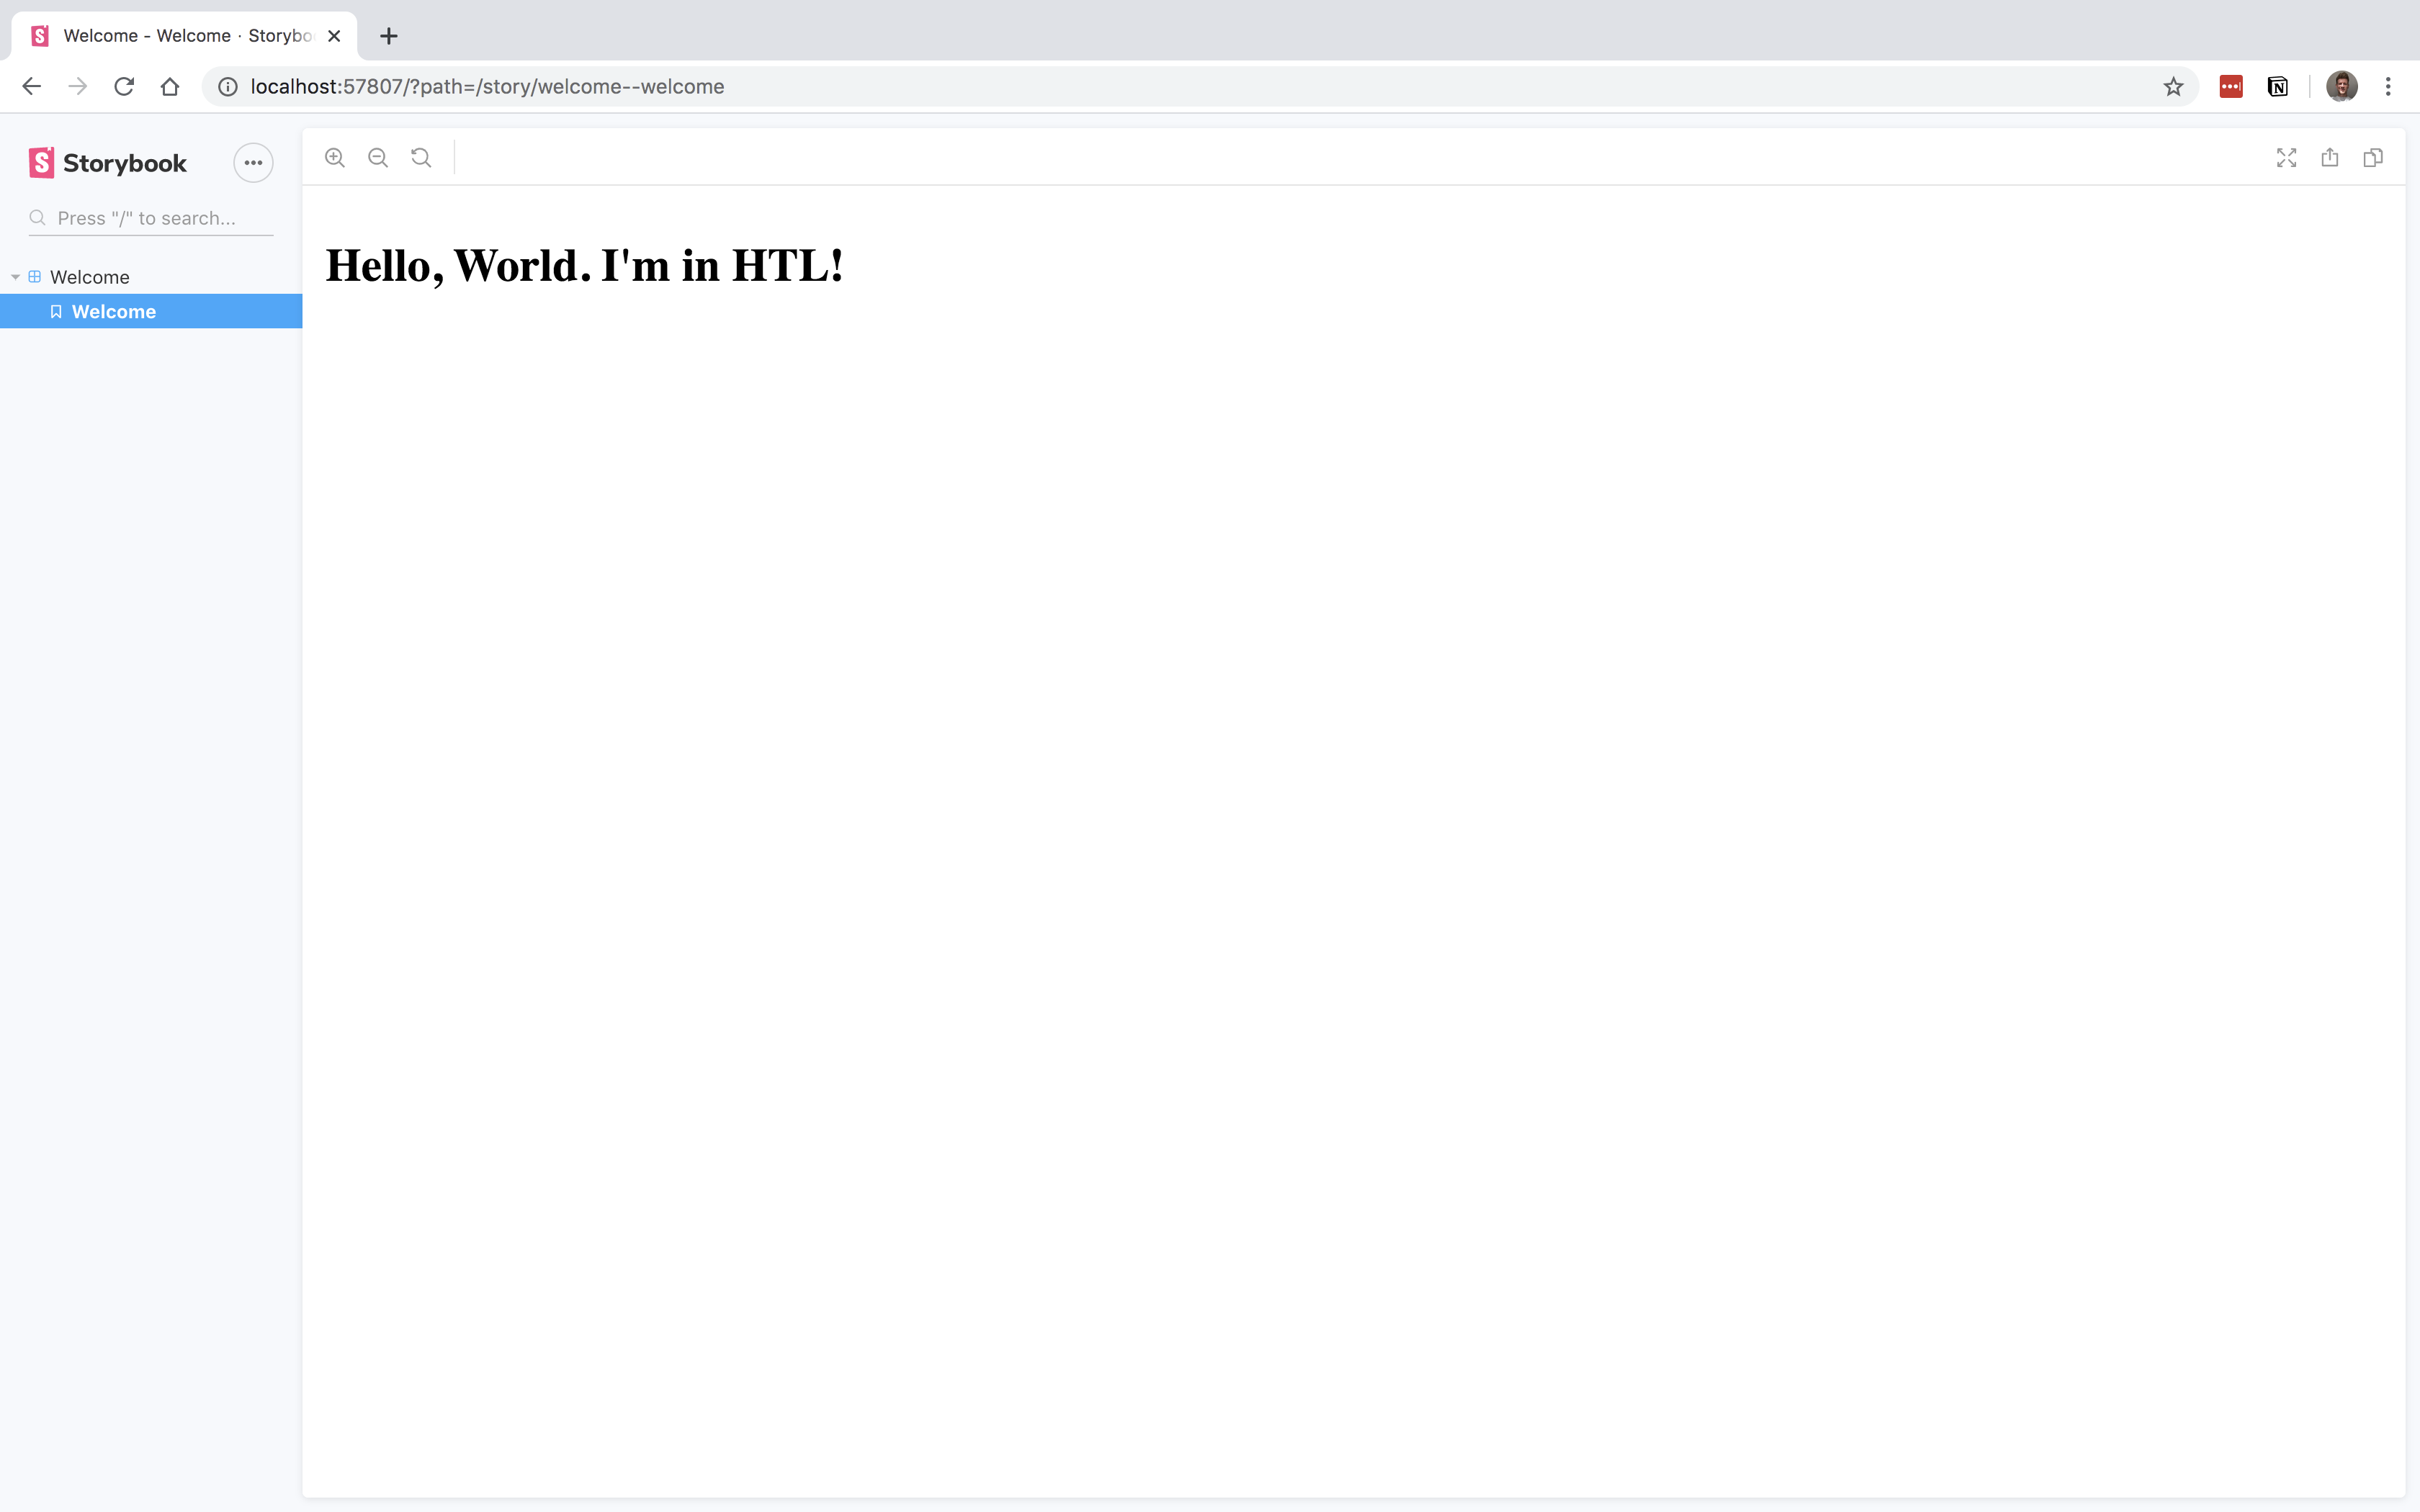 Welcome - Welcome · Storybo
localhost:57807/?path=/story/welcome--welcome
Storybook
Press "/" to search...
Welcome
Welcome
Hello, World. I'm in HTL!